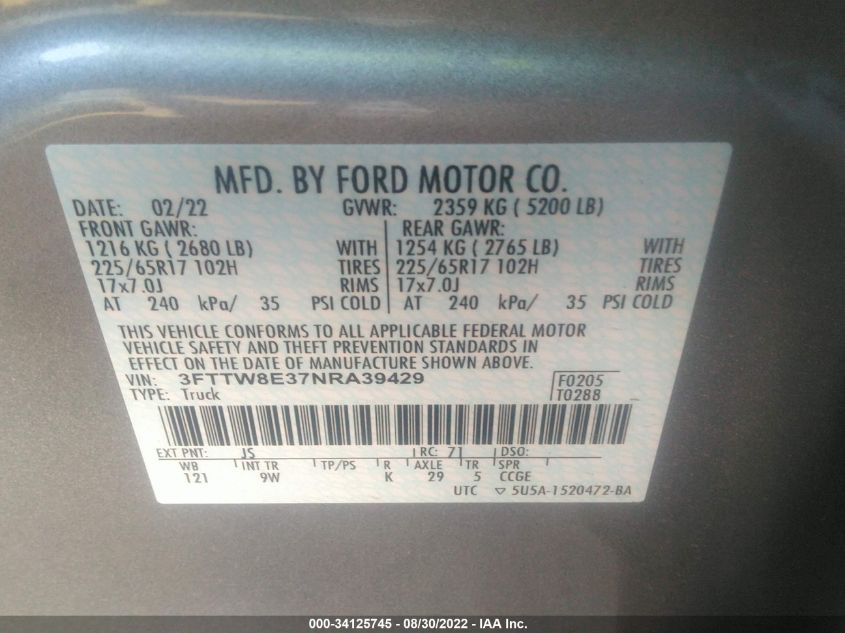 MFD. BY FORD MOTOR CO.
DATE: 02/22 GVWR: 2359 KG ( 5200 LB)
FRONT GAWR: REAR GAWR:
1216 KG ( 2680 LB) WITH 1254 KG ( 2765 LB) WITH
225/65R17 102H TIRES 225/65R17 102H TIRES
17x7.0J RIMS 17x7.0J RIMS
AT 240 kPa/ 35 PSI COLD AT 240 kPa/ 35 PSI COLD
THIS VEHICLE CONFORMS TO ALL APPLICABLE FEDERAL MOTOR
VEHICLE SAFETY AND THEFT PREVENTION STANDARDS IN
EFFECT ON THE DATE OF MANUFACTURE SHOWN ABOVE.
VIN: 3FTTW8E37NRA39429 F0205
TYPE: Truck T0288
EXT PNT: JS RC: 71 DSO:
WB INT TR TP/PS R AXLE TR SPR
121 9W K 29 5 CCGE
UTC ▽ 5U5A-1520472-BA
000-34125745 - 08/30/2022 - IAA Inc.